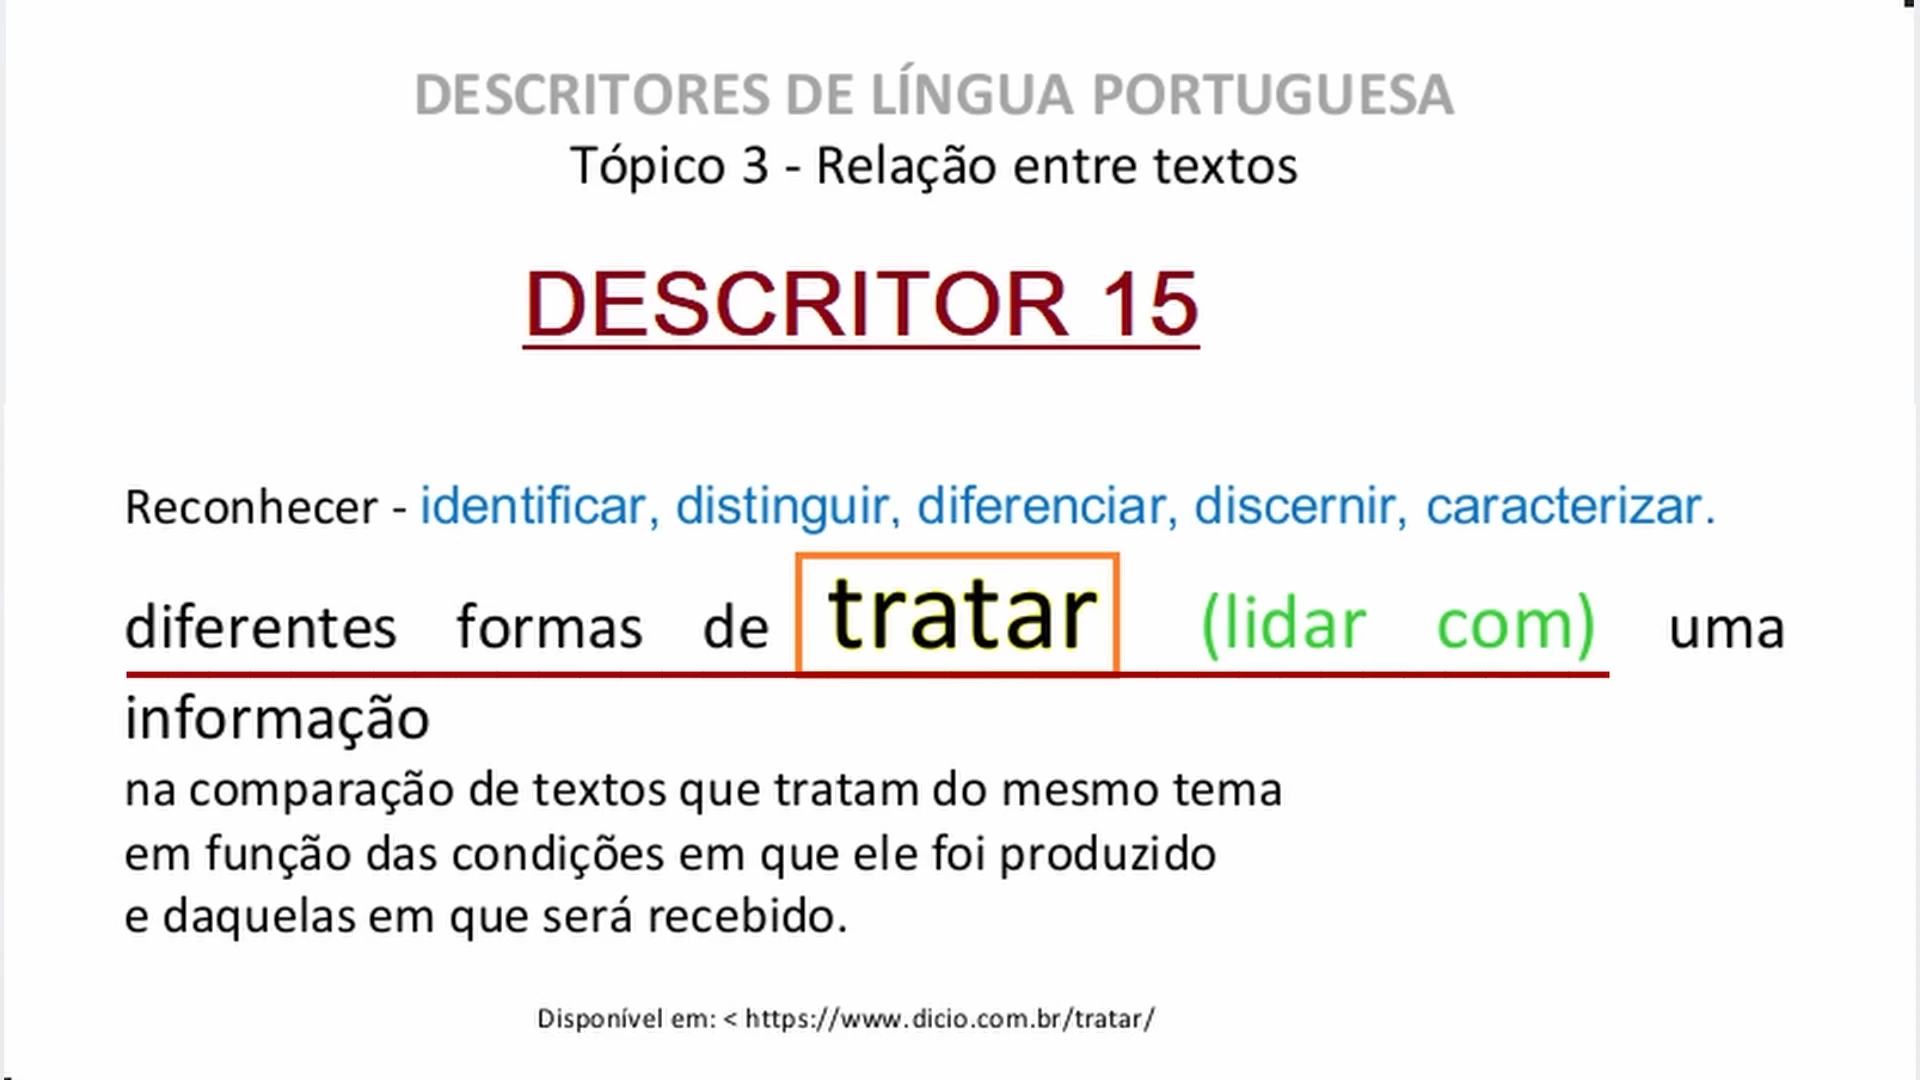 DESCRITORES DE LÍNGUA PORTUGUESA
Tópico 3 - Relação entre textos
DESCRITOR 15
Reconhecer - identificar, distinguir, diferenciar, discernir, caracterizar.
diferentes formas de tratar (lidar com) uma
informação
na comparação de textos que tratam do mesmo tema
em função das condições em que ele foi produzido
e daquelas em que será recebido.
Disponível em: < https://www.dicio.com.br/tratar/